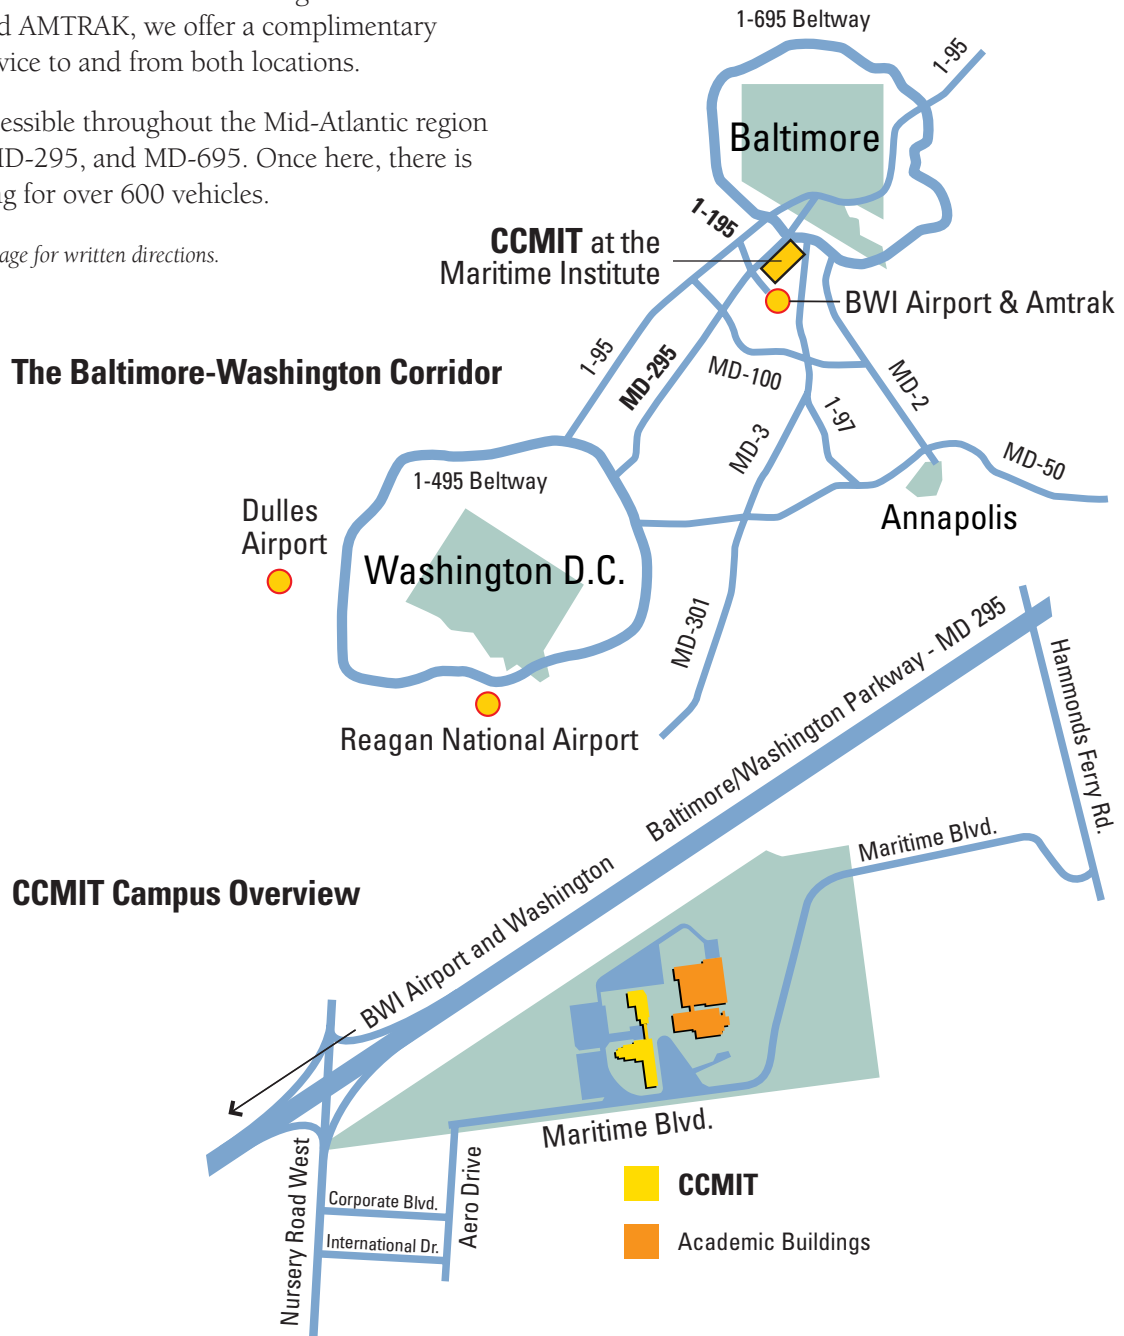 d AMTRAK, we offer a complimentary
vice to and from both locations.
essible throughout the Mid-Atlantic region
MD-295, and MD-695. Once here, there is
g for over 600 vehicles.
age for written directions.
1-695 Beltway
1-95
Baltimore
1-195
CCMIT at the
Maritime Institute
BWI Airport & Amtrak
The Baltimore-Washington Corridor
1-95
MD-295
MD-100
MD-2
MD-3
1-97
MD-50
1-495 Beltway
Dulles
Airport
Annapolis
Washington D.C.
MD-301
Reagan National Airport
Baltimore/Washington Parkway - MD 295
Hammonds Ferry Rd.
Maritime Blvd.
CCMIT Campus Overview
BWI Airport and Washington
Maritime Blvd.
Nursery Road West
Corporate Blvd.
International Dr.
Aero Drive
CCMIT
Academic Buildings